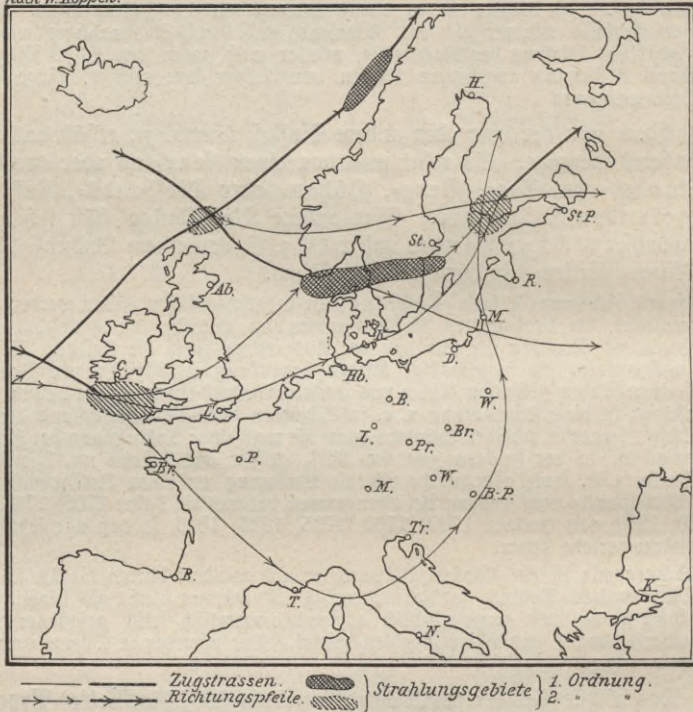 Nach W. Köppen.
H.
St. P.
St.
Ab.
R.
M.
K.
C.
D.
Hb.
B.
W.
L.
L.
Br.
Pr.
P.
Br.
W.
M.
B-P.
Tr.
B.
T.
K.
N.
Zugstrassen. Strahlungsgebiete 1. Ordnung.
Richtungspfeile. 2. " "